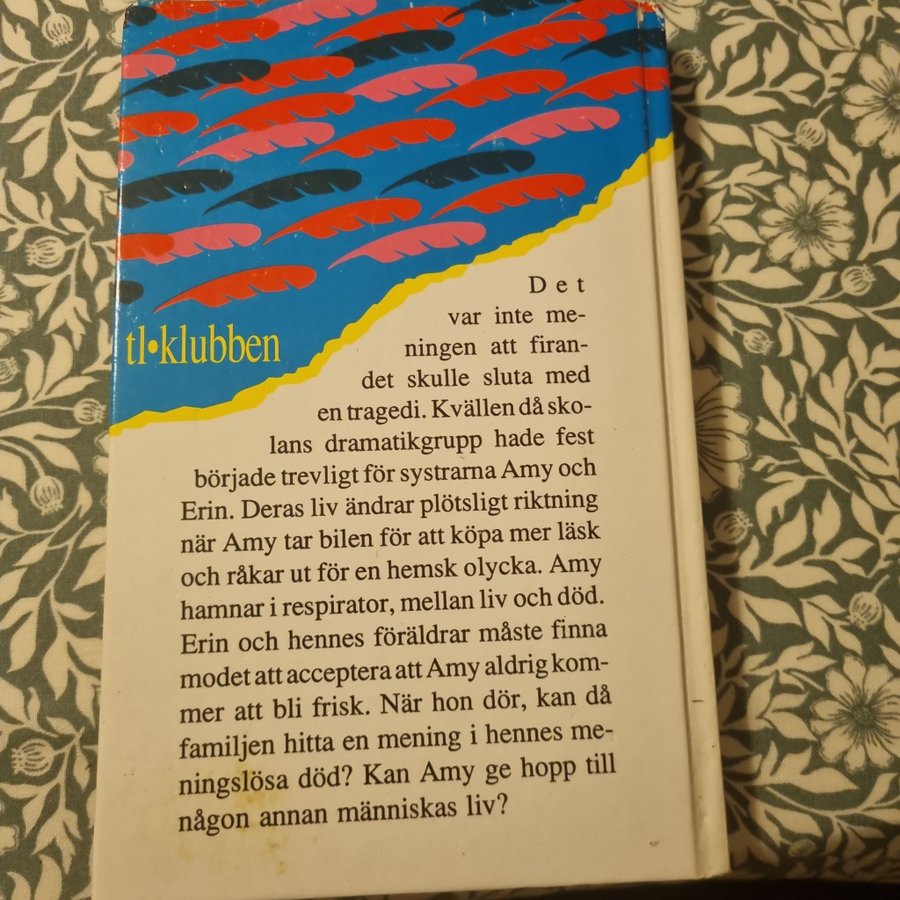 tl•klubben
Det
var inte me-
ningen att firan-
det skulle sluta med
en tragedi. Kvällen då sko-
lans dramatikgrupp hade fest
började trevligt för systrarna Amy och
Erin. Deras liv ändrar plötsligt riktning
när Amy tar bilen för att köpa mer läsk
och råkar ut för en hemsk olycka. Amy
hamnar i respirator, mellan liv och död.
Erin och hennes föräldrar måste finna
modet att acceptera att Amy aldrig kom-
mer att bli frisk. När hon dör, kan då
familjen hitta en mening i hennes me-
ningslösa död? Kan Amy ge hopp till
någon annan människas liv?